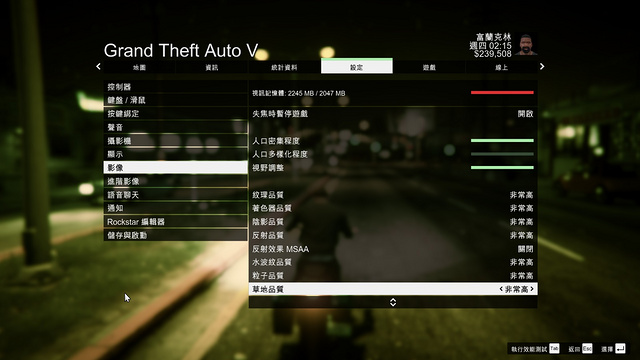 Grand Theft Auto V
富蘭克林
週四 02:15
$239,508
地圖 資訊 統計資料 設定 遊戲 線上
控制器
鍵盤 / 滑鼠
按鍵綁定
聲音
攝影機
顯示
影像
進階影像
語音聊天
通知
Rockstar 編輯器
儲存與啟動
視訊記憶體: 2245 MB / 2047 MB
失焦時暫停遊戲 開啟
人口密集程度
人口多樣化程度
視野調整
紋理品質 非常高
著色器品質 非常高
陰影品質 非常高
反射品質 非常高
反射效果 MSAA 關閉
水波紋品質 非常高
粒子品質 非常高
草地品質 非常高
執行效能測試 Tab 返回 Esc 選擇